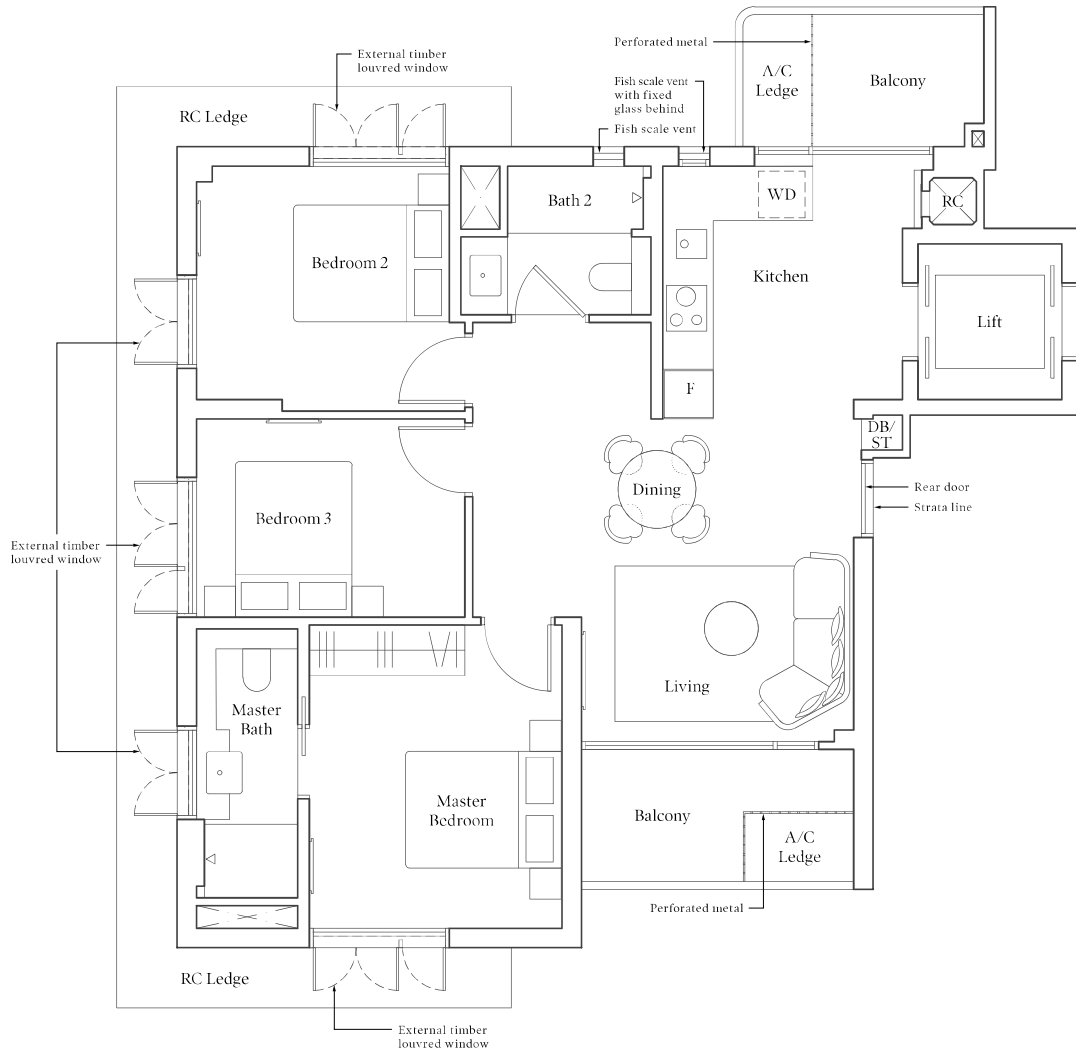 External timber
louvred window
Perforated metal
A/C
Ledge
Balcony
Fish scale vent
with fixed
glass behind
Fish scale vent
RC Ledge
WD
Bath 2
RC
Bedroom 2
Kitchen
Lift
F
DB/
ST
Dining
Rear door
Strata line
Bedroom 3
External timber
louvred window
Living
Master
Bath
Master
Bedroom
Balcony
A/C
Ledge
Perforated metal
RC Ledge
External timber
louvred window